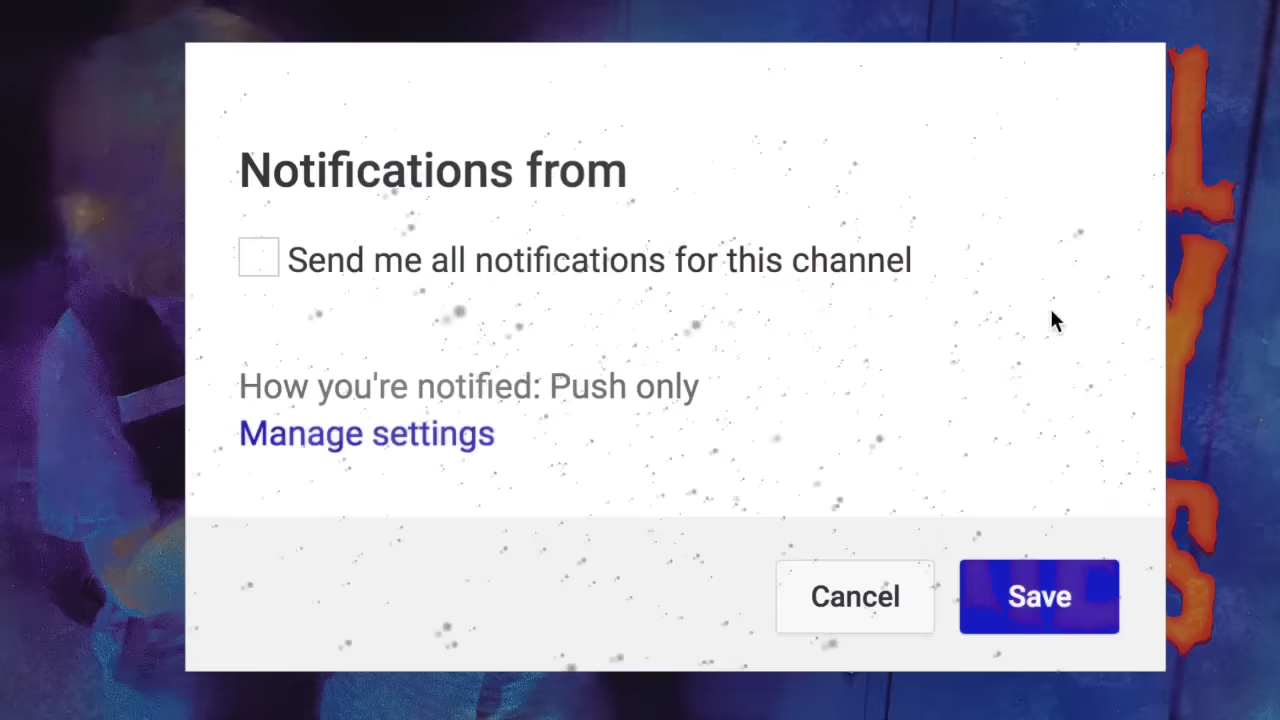 Notifications from
Send me all notifications for this channel
How you're notified: Push only
Manage settings
Cancel
Save